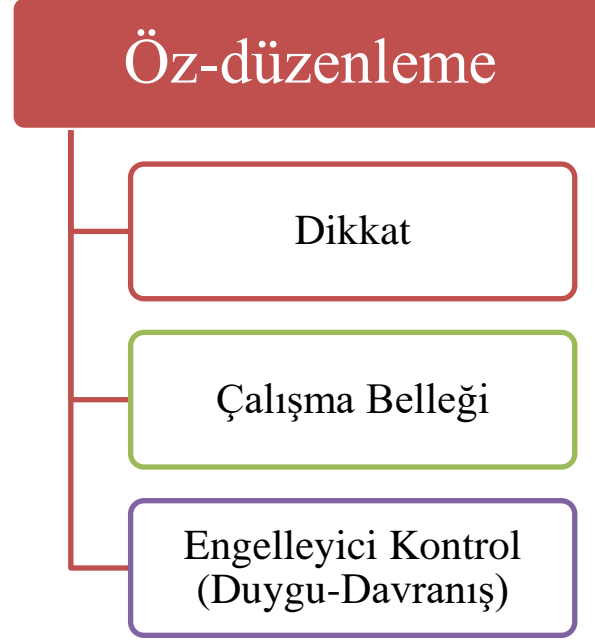 Öz-düzenleme
Dikkat
Çalışma Belleği
Engelleyici Kontrol
(Duygu-Davranış)